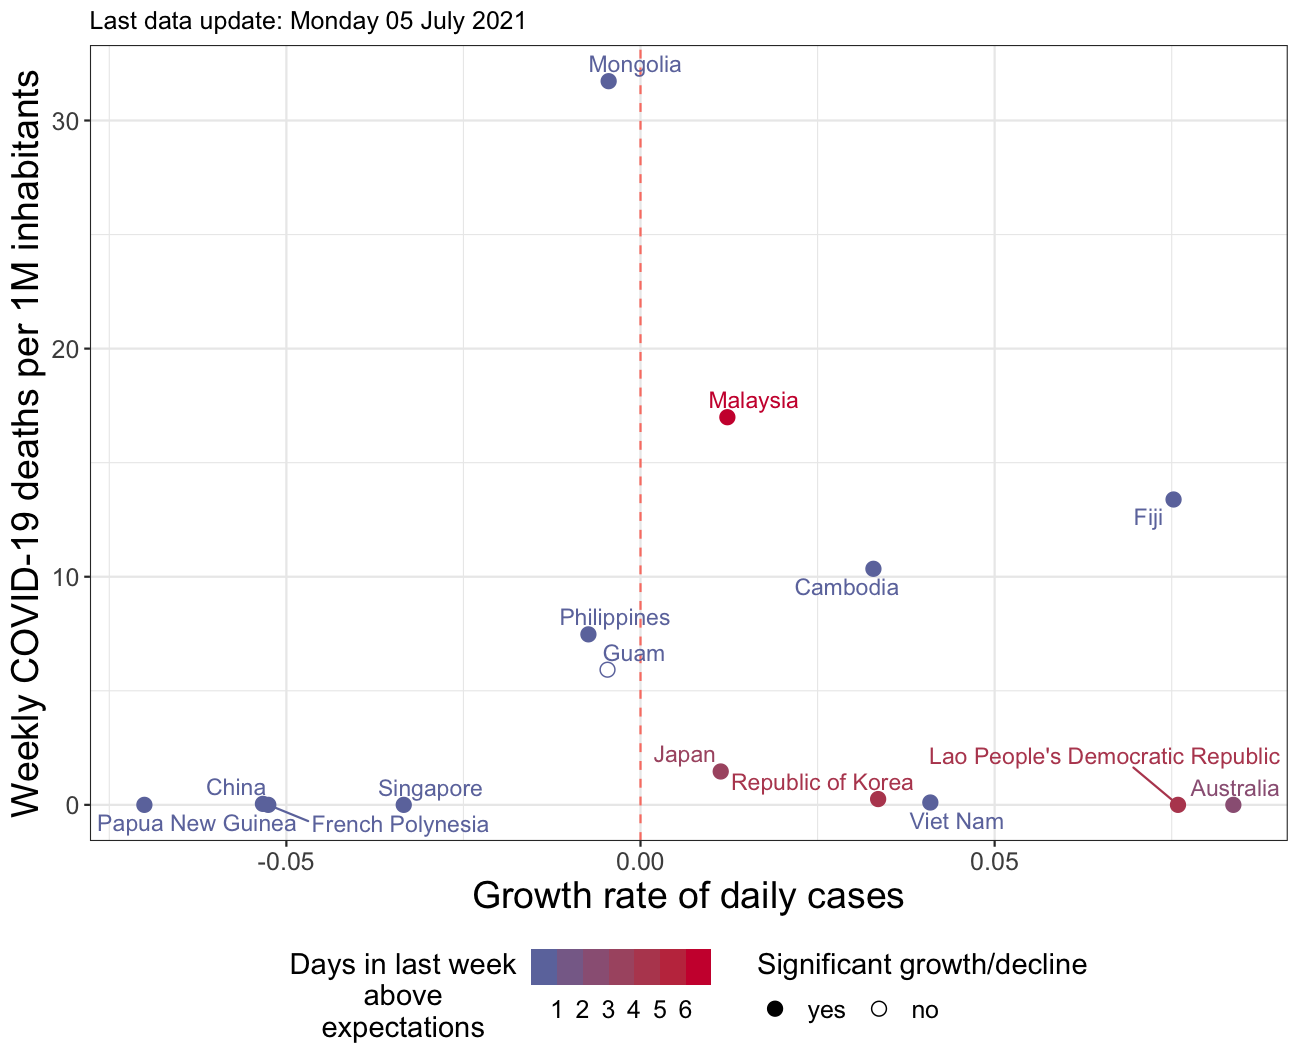 Last data update: Monday 05 July 2021
Weekly COVID-19 deaths per 1M inhabitants
30
20
10
0
Mongolia
Malaysia
Fiji
Cambodia
Philippines
Guam
Japan
Lao People's Democratic Republic
Republic of Korea
China
Singapore
Australia
Papua New Guinea
French Polynesia
Viet Nam
-0.05
0.00
0.05
Growth rate of daily cases
Days in last week
above
expectations
1 2 3 4 5 6
Significant growth/decline
yes
no